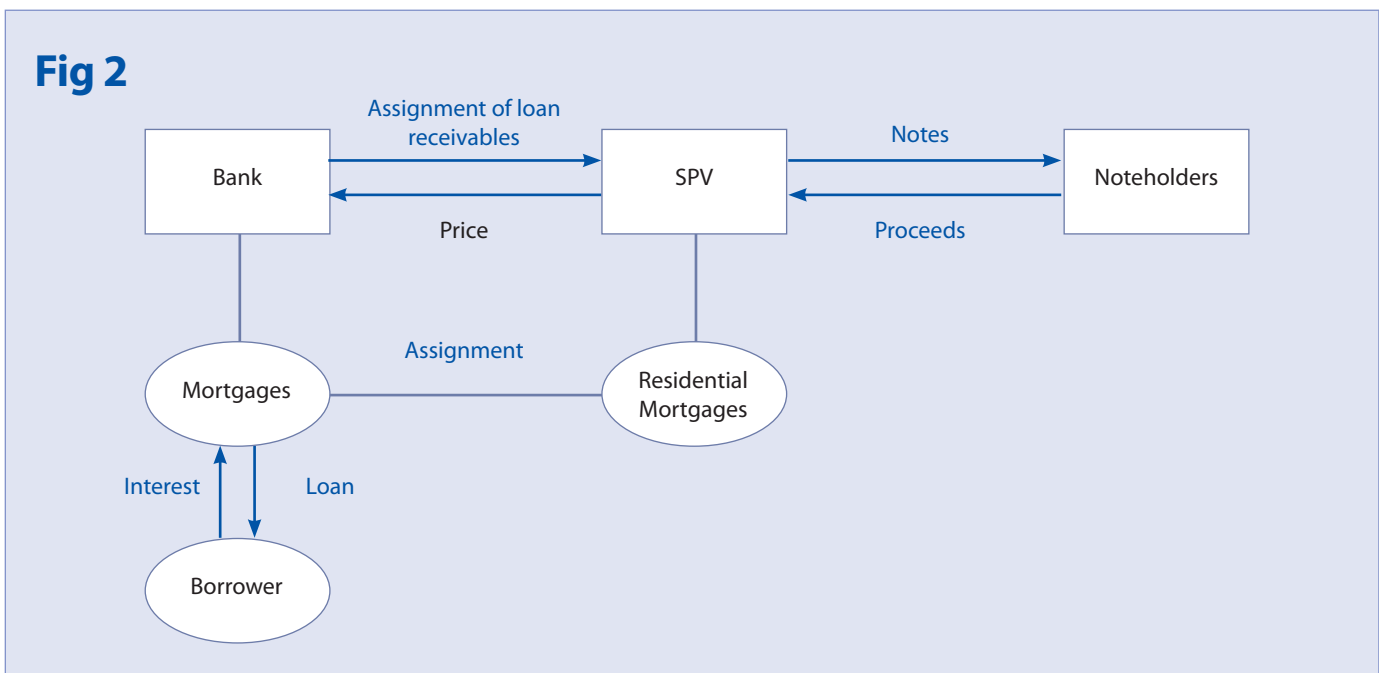 Fig 2
Assignment of loan
receivables
Notes
Bank
SPV
Noteholders
Price
Proceeds
Assignment
Mortgages
Residential
Mortgages
Interest
Loan
Borrower